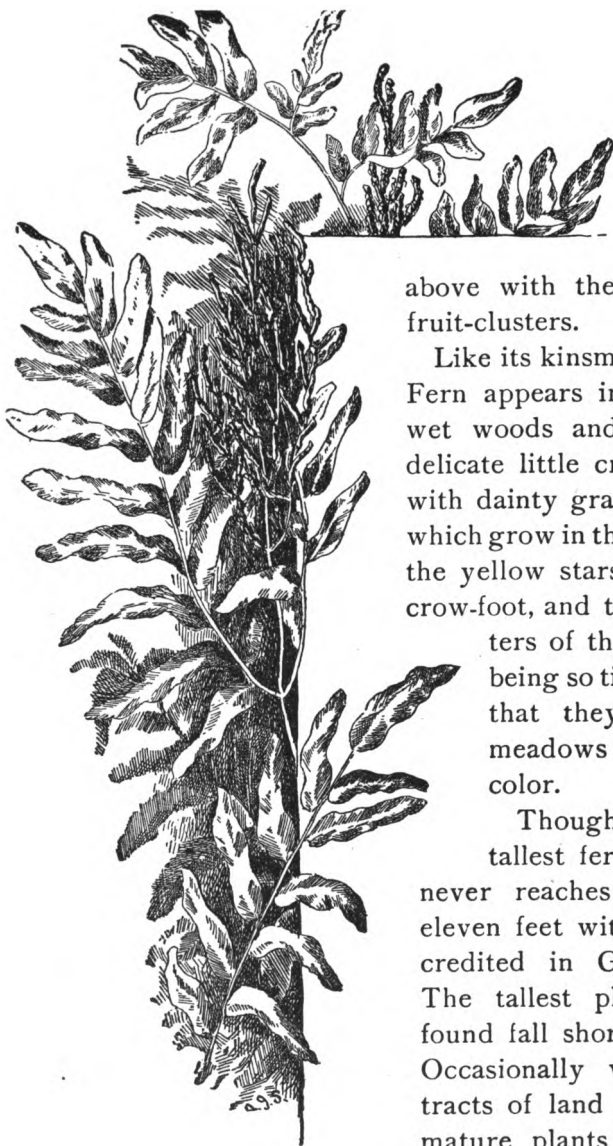 above with the
fruit-clusters.
Like its kinsm
Fern appears in
wet woods and
delicate little cr
with dainty gra
which grow in th
the yellow stars
crow-foot, and t
ters of th
being so ti
that they
meadows
color.
Though
tallest fer
never reaches
eleven feet wit
credited in G
The tallest pl
found fall shor
Occasionally v
tracts of land
mature plants